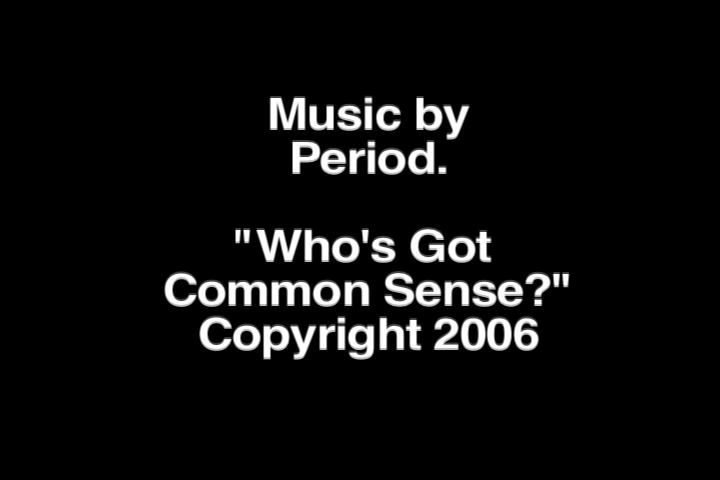 Music by
Period.
"Who's Got
Common Sense?"
Copyright 2006